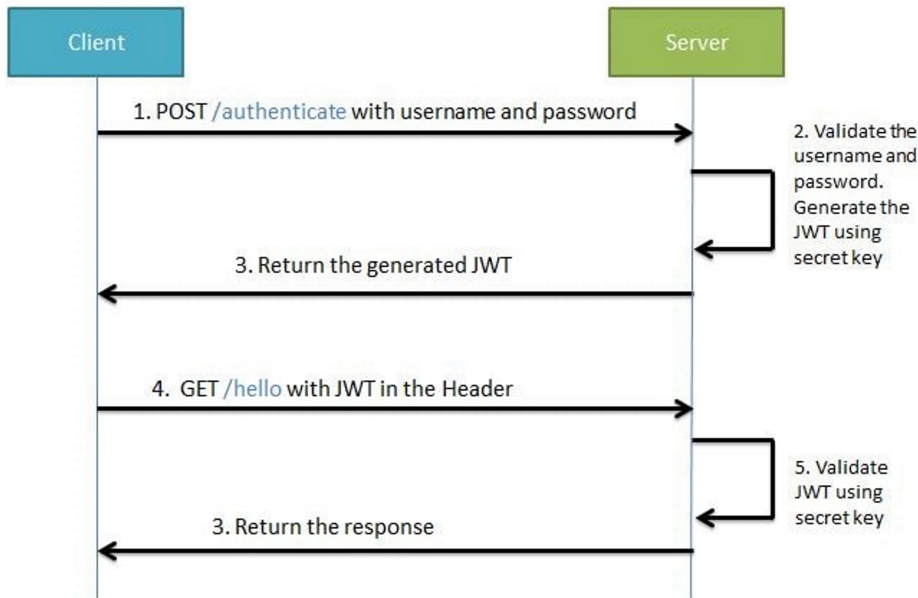 Client
Server
1. POST /authenticate with username and password
2. Validate the
username and
password.
Generate the
JWT using
secret key
3. Return the generated JWT
4. GET /hello with JWT in the Header
5. Validate
JWT using
secret key
3. Return the response